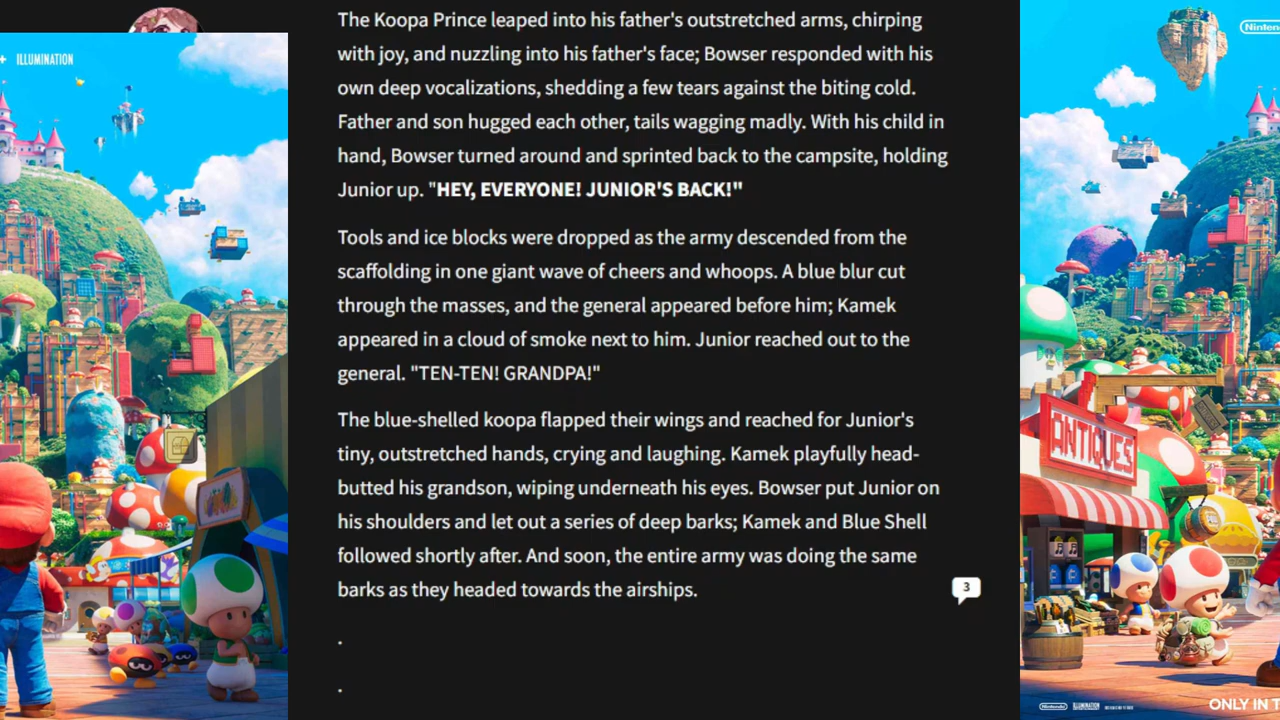 The Koopa Prince leaped into his father's outstretched arms, chirping
with joy, and nuzzling into his father's face; Bowser responded with his
own deep vocalizations, shedding a few tears against the biting cold.
Father and son hugged each other, tails wagging madly. With his child in
hand, Bowser turned around and sprinted back to the campsite, holding
Junior up. "HEY, EVERYONE! JUNIOR'S BACK!"
Tools and ice blocks were dropped as the army descended from the
scaffolding in one giant wave of cheers and whoops. A blue blur cut
through the masses, and the general appeared before him; Kamek
appeared in a cloud of smoke next to him. Junior reached out to the
general. "TEN-TEN! GRANDPA!"
The blue-shelled koopa flapped their wings and reached for Junior's
tiny, outstretched hands, crying and laughing. Kamek playfully head-
butted his grandson, wiping underneath his eyes. Bowser put Junior on
his shoulders and let out a series of deep barks; Kamek and Blue Shell
followed shortly after. And soon, the entire army was doing the same
barks as they headed towards the airships.
3
.
.
+ ILLUMINATION
ANTIQUES
Nintendo
ILLUMINATION
ONLY IN T